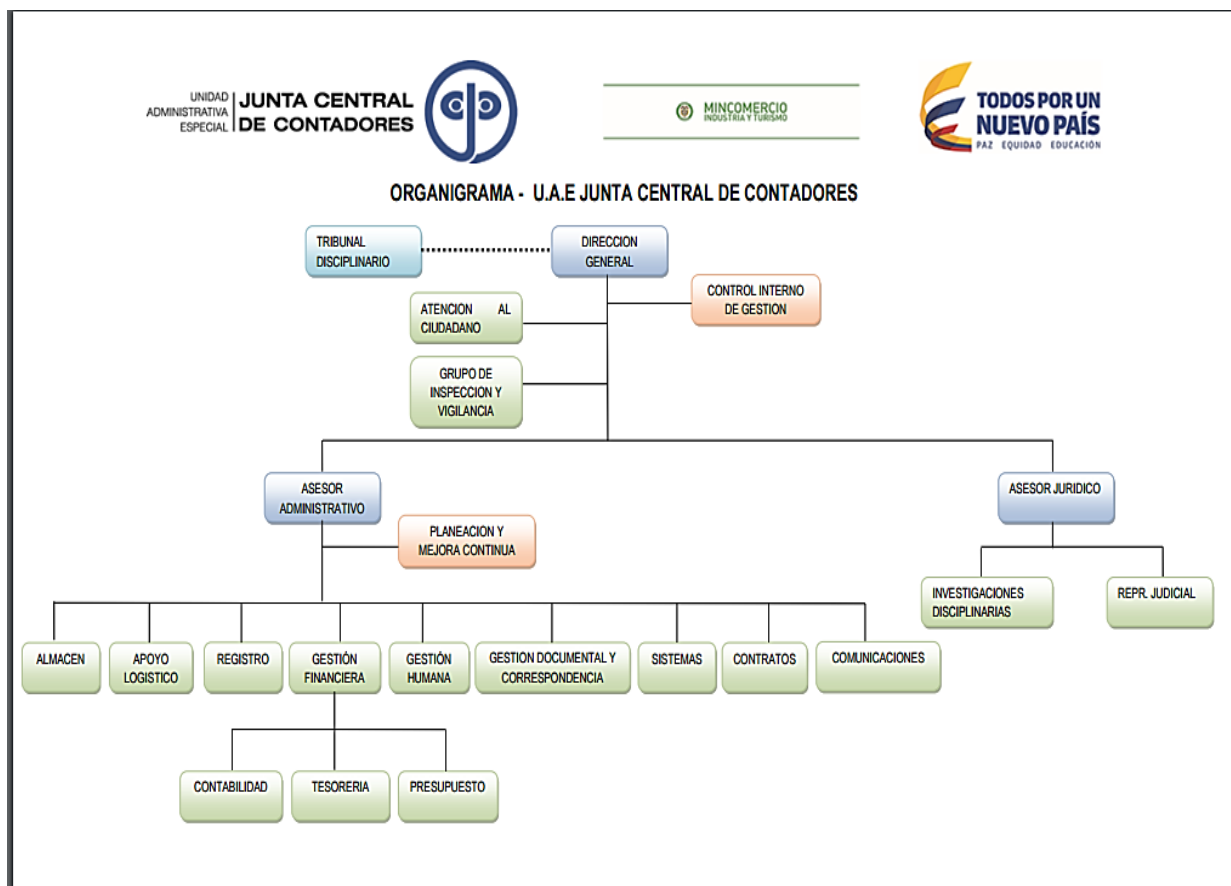 UNIDAD
ADMINISTRATIVA
ESPECIAL
JUNTA CENTRAL
DE CONTADORES
MINCOMERCIO
INDUSTRIA Y TURISMO
TODOS POR UN
NUEVO PAÍS
PAZ EQUIDAD EDUCACIÓN
ORGANIGRAMA - U.A.E JUNTA CENTRAL DE CONTADORES
TRIBUNAL
DISCIPLINARIO
DIRECCION
GENERAL
CONTROL INTERNO
DE GESTION
ATENCION AL
CIUDADANO
GRUPO DE
INSPECCION Y
VIGILANCIA
ASESOR
ADMINISTRATIVO
ASESOR JURIDICO
PLANEACION Y
MEJORA CONTINUA
INVESTIGACIONES
DISCIPLINARIAS
REPR. JUDICIAL
ALMACEN
APOYO
LOGISTICO
REGISTRO
GESTIÓN
FINANCIERA
GESTIÓN
HUMANA
GESTION DOCUMENTAL Y
CORRESPONDENCIA
SISTEMAS
CONTRATOS
COMUNICACIONES
CONTABILIDAD
TESORERIA
PRESUPUESTO